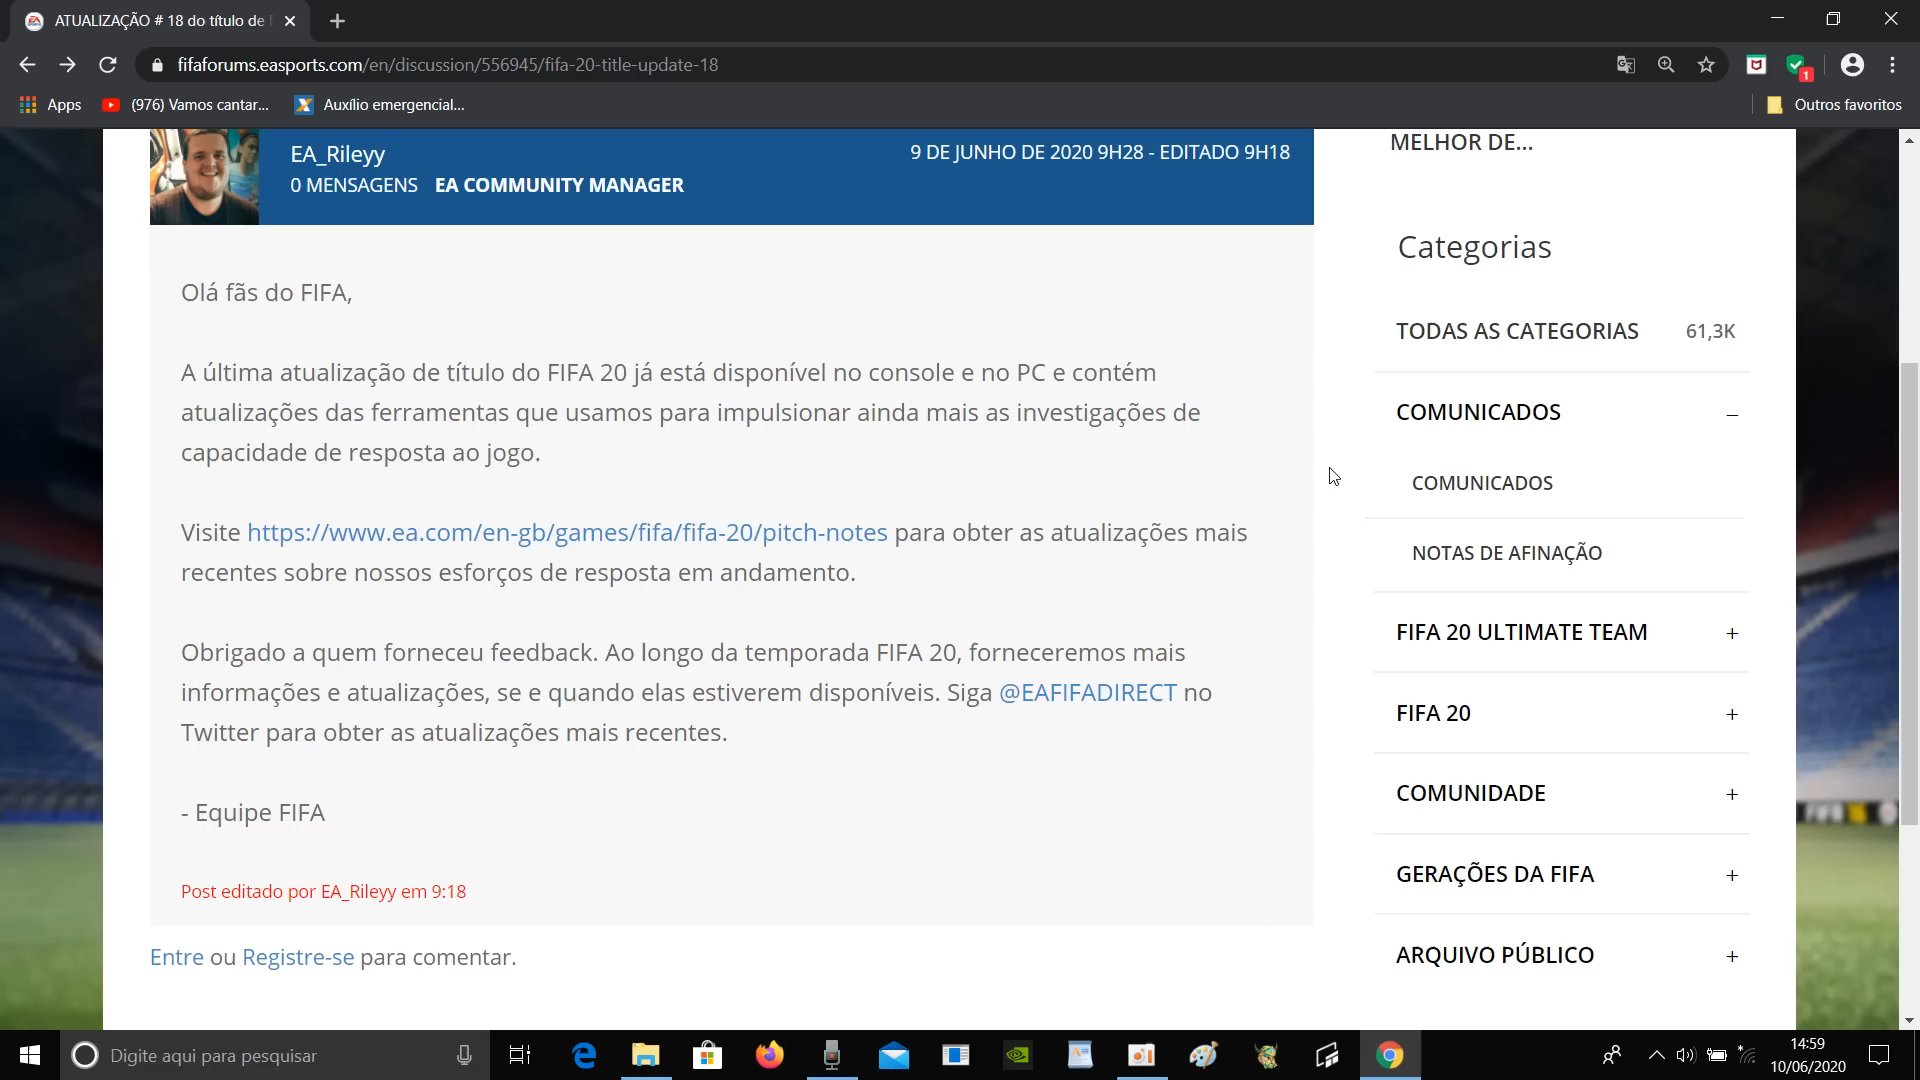 ATUALIZAÇÃO # 18 do título de
fifaforums.easports.com/en/discussion/556945/fifa-20-title-update-18
1
Apps
(976) Vamos cantar...
Auxílio emergencial...
Outros favoritos
EA_Rileyy
9 DE JUNHO DE 2020 9H28 - EDITADO 9H18
0 MENSAGENS EA COMMUNITY MANAGER
Olá fãs do FIFA,
A última atualização de título do FIFA 20 já está disponível no console e no PC e contém
atualizações das ferramentas que usamos para impulsionar ainda mais as investigações de
capacidade de resposta ao jogo.
Visite https://www.ea.com/en-gb/games/fifa/fifa-20/pitch-notes para obter as atualizações mais
recentes sobre nossos esforços de resposta em andamento.
Obrigado a quem forneceu feedback. Ao longo da temporada FIFA 20, forneceremos mais
informações e atualizações, se e quando elas estiverem disponíveis. Siga @EAFIFADIRECT no
Twitter para obter as atualizações mais recentes.
- Equipe FIFA
Post editado por EA_Rileyy em 9:18
Entre ou Registre-se para comentar.
MELHOR DE...
Categorias
TODAS AS CATEGORIAS 61,3K
COMUNICADOS –
COMUNICADOS
NOTAS DE AFINAÇÃO
FIFA 20 ULTIMATE TEAM +
FIFA 20 +
COMUNIDADE +
GERAÇÕES DA FIFA +
ARQUIVO PÚBLICO +
Digite aqui para pesquisar
14:59
10/06/2020